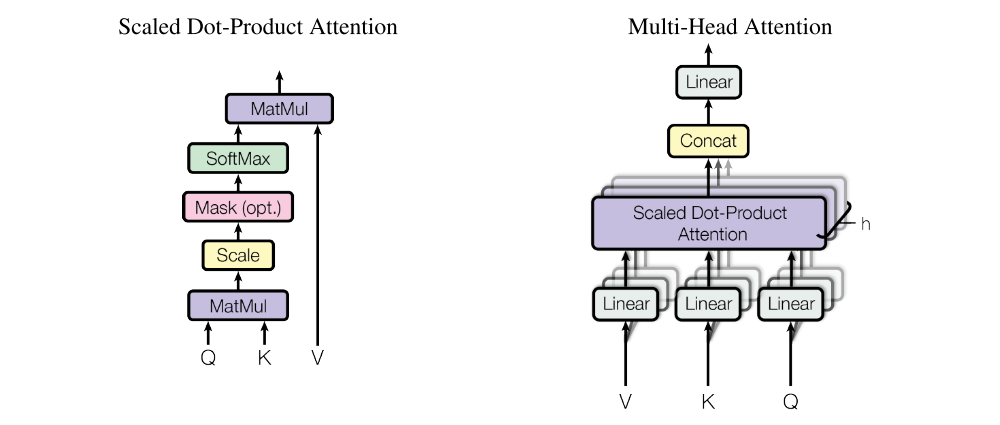 Scaled Dot-Product Attention
MatMul
SoftMax
Mask (opt.)
Scale
MatMul
Q K V
Multi-Head Attention
Linear
Concat
Scaled Dot-Product
Attention
h
Linear Linear Linear
V K Q